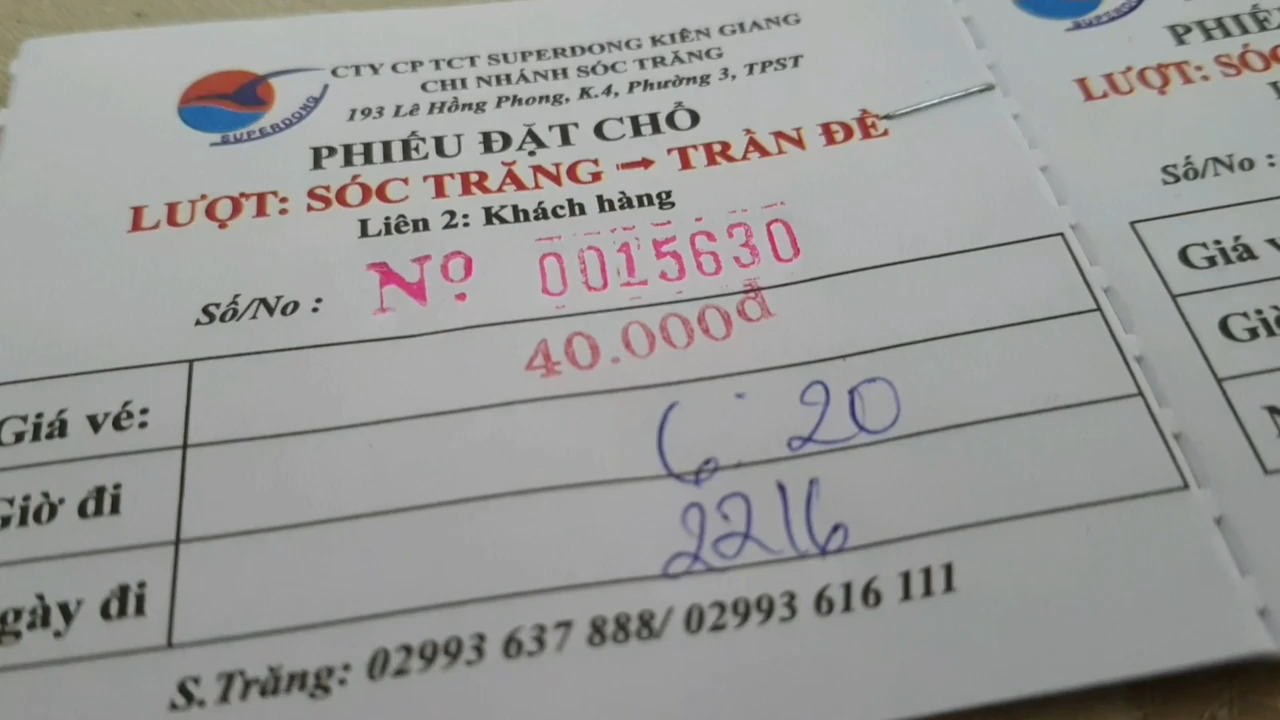 CTY CP TCT SUPERDONG KIÊN GIANG
CHI NHÁNH SÓC TRĂNG
193 Lê Hồng Phong, K.4, Phường 3, TPST
SUPERDONG
PHIẾU ĐẶT CHỖ
LƯỢT: SÓC TRĂNG → TRẦN ĐỀ
Liên 2: Khách hàng
Số/No : Nº 0015630
Giá vé: 40.000đ
Giờ đi 6:20
gày đi 22/6
S.Trăng: 02993 637 888/ 02993 616 111
SUPERDONG
PHIẾ
LƯỢT: SÓC
Số/No :
Giá v
Giờ